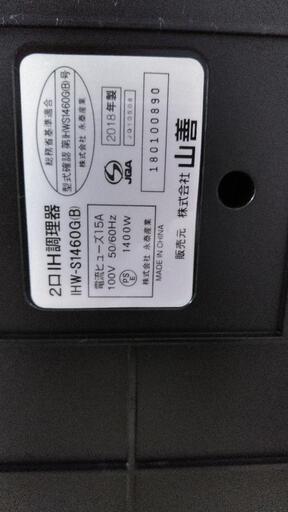 2口IH調理器
IHW-S1460G(B)
電流ヒューズ15A
100V 50/60Hz
1400W
PS
E
株式会社 永泰産業
MADE IN CHINA
総務省基準適合
型式確認 第IHWS1460G(B)号
株式会社 永泰産業
S
JQA
2018年製
JQ10508
180100890
販売元 株式会社 山善